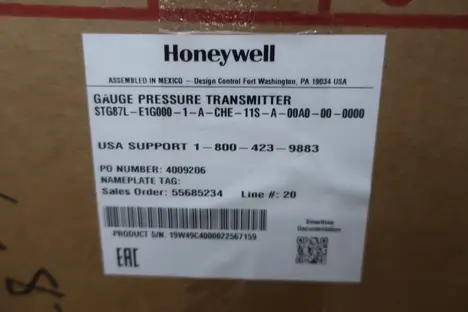 Honeywell
ASSEMBLED IN MEXICO - Design Control Fort Washington, PA 19034 USA
GAUGE PRESSURE TRANSMITTER
STG87L-E1G000-1-A-CHE-11S-A-00A0-00-0000
USA SUPPORT 1-800-423-9883
PO NUMBER: 4009206
NAMEPLATE TAG:
Sales Order: 55685234 Line #: 20
Smartline
Documentation
PRODUCT S/N: 19W49C4000022567159
EAC